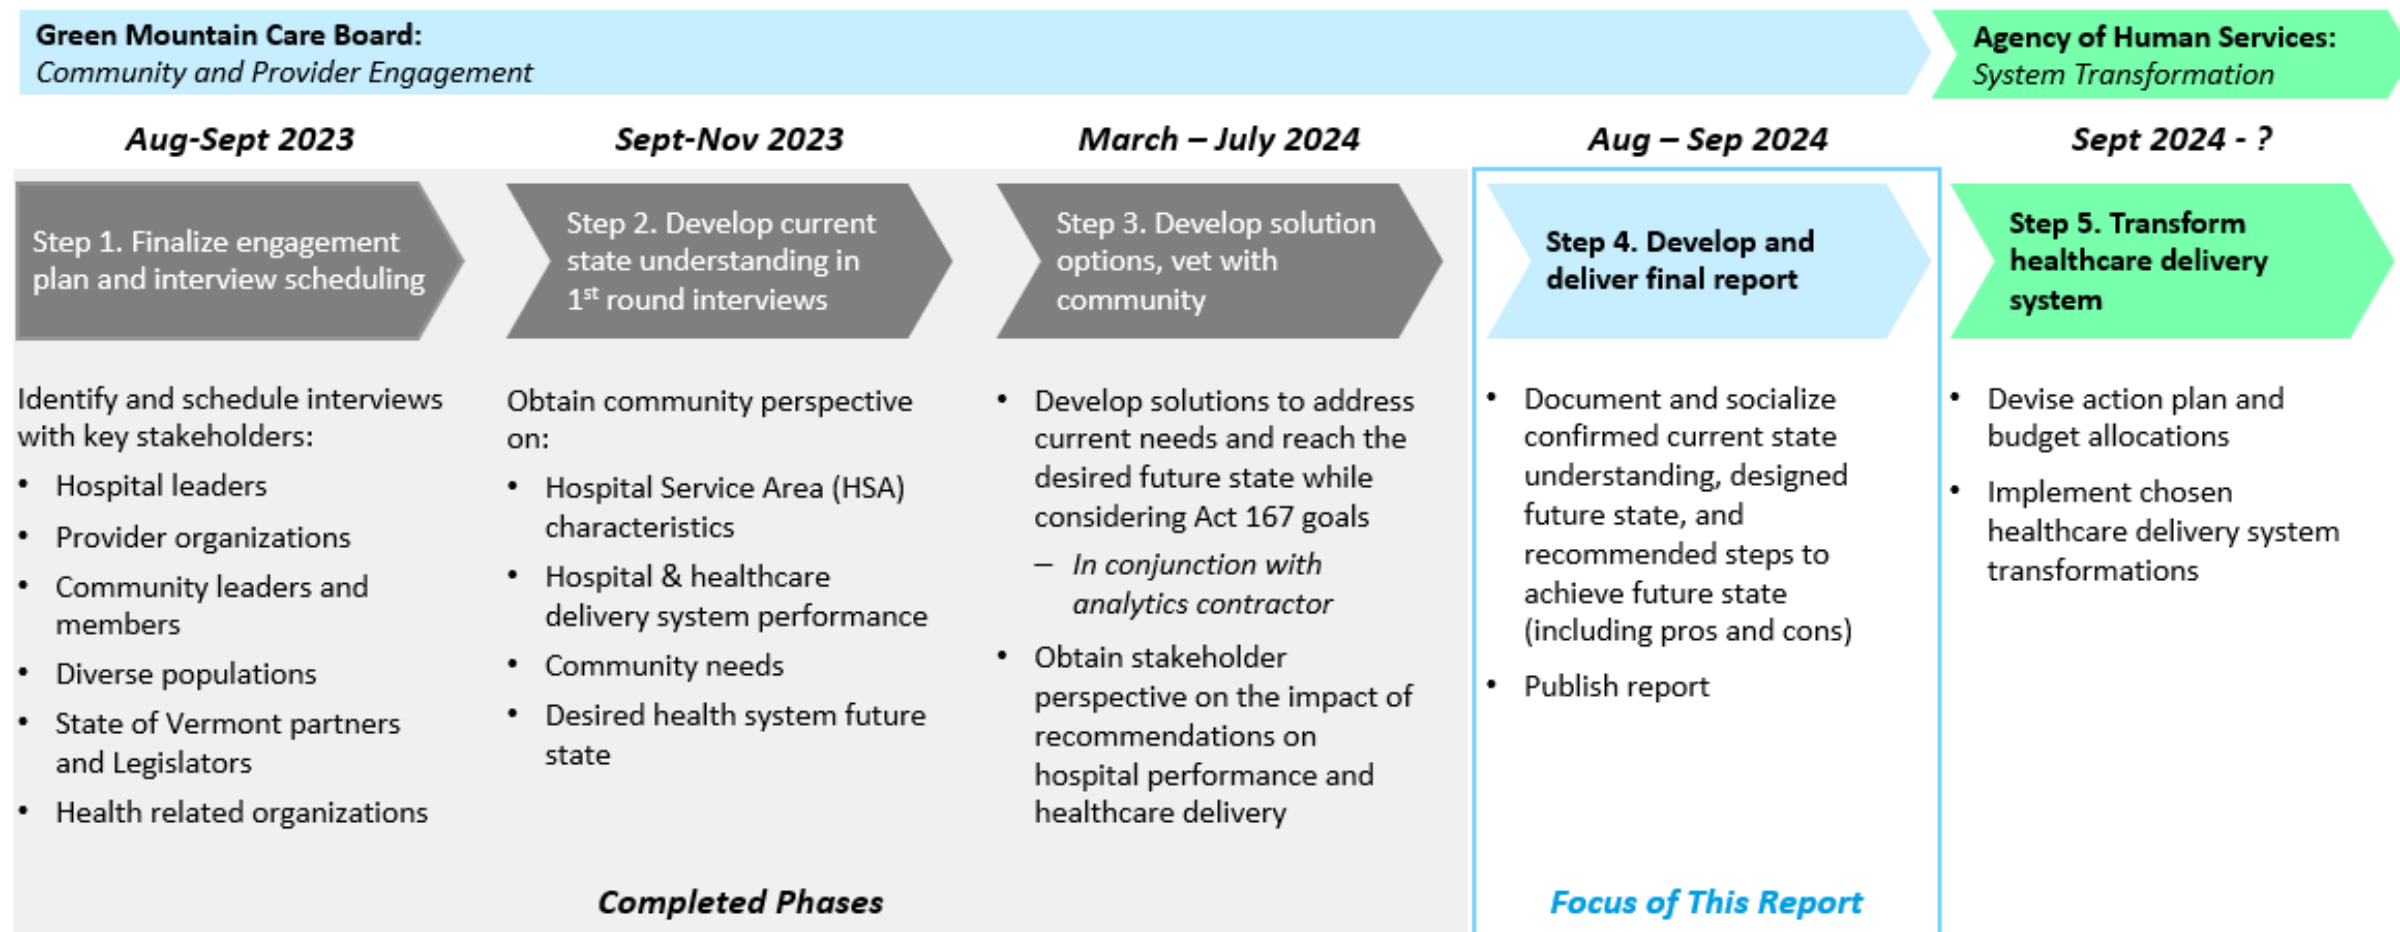 Green Mountain Care Board:
Community and Provider Engagement
Agency of Human Services:
System Transformation
Aug-Sept 2023
Sept-Nov 2023
March – July 2024
Aug – Sep 2024
Sept 2024 - ?
Step 1. Finalize engagement
plan and interview scheduling
Step 2. Develop current
state understanding in
1st round interviews
Step 3. Develop solution
options, vet with
community
Step 4. Develop and
deliver final report
Step 5. Transform
healthcare delivery
system
Identify and schedule interviews
with key stakeholders:
• Hospital leaders
• Provider organizations
• Community leaders and
members
• Diverse populations
• State of Vermont partners
and Legislators
• Health related organizations
Obtain community perspective
on:
• Hospital Service Area (HSA)
characteristics
• Hospital & healthcare
delivery system performance
• Community needs
• Desired health system future
state
• Develop solutions to address
current needs and reach the
desired future state while
considering Act 167 goals
– In conjunction with
analytics contractor
• Obtain stakeholder
perspective on the impact of
recommendations on
hospital performance and
healthcare delivery
• Document and socialize
confirmed current state
understanding, designed
future state, and
recommended steps to
achieve future state
(including pros and cons)
• Publish report
• Devise action plan and
budget allocations
• Implement chosen
healthcare delivery system
transformations
Completed Phases
Focus of This Report